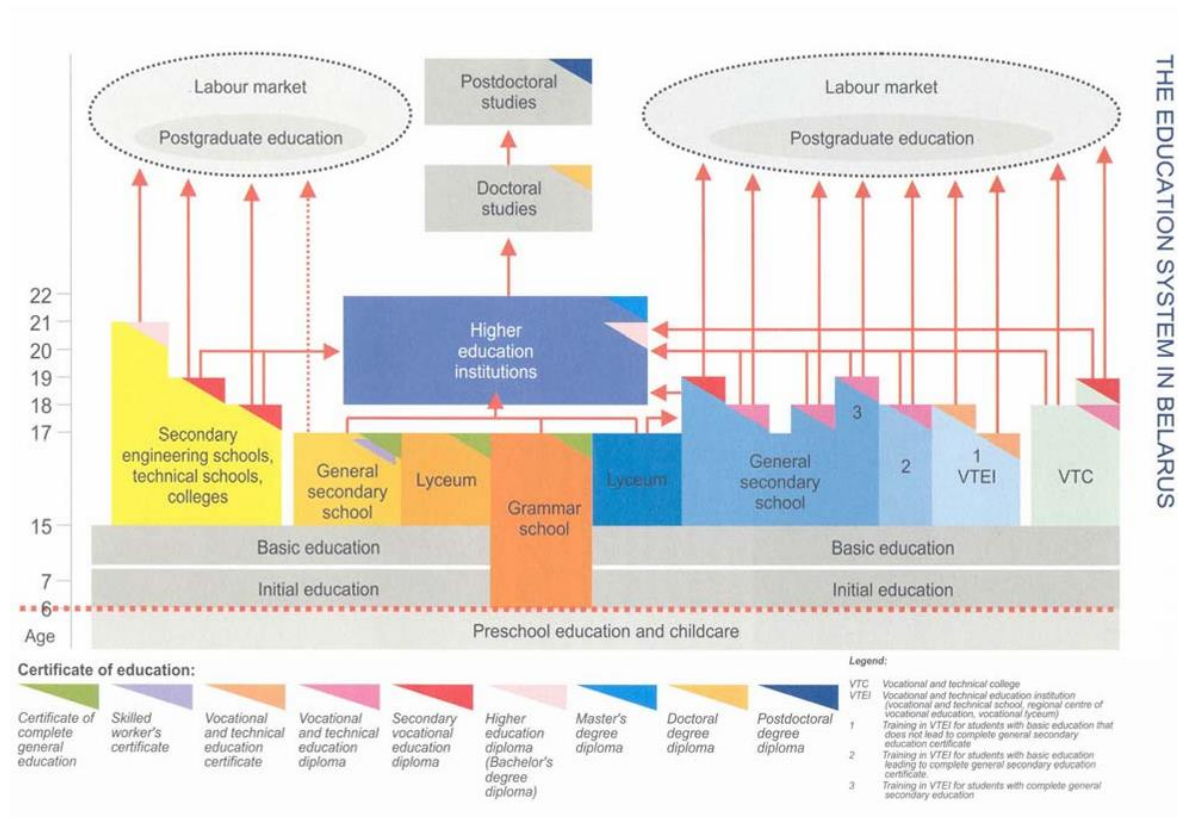 THE EDUCATION SYSTEM IN BELARUS
Labour market
Postgraduate education
Postdoctoral
studies
Doctoral
studies
Labour market
Postgraduate education
22
21
20
19
18
17
15
7
6
Age
Higher
education
institutions
Secondary
engineering schools,
technical schools,
colleges
General
secondary
school
Lyceum
Grammar
school
Lyceum
General
secondary
school
3
2
1
VTEI
VTC
Basic education
Basic education
Initial education
Initial education
Preschool education and childcare
Certificate of education:
Certificate of
complete
general
education
Skilled
worker's
certificate
Vocational
and technical
education
certificate
Vocational
and technical
education
diploma
Secondary
vocational
education
diploma
Higher
education
diploma
(Bachelor's
degree
diploma)
Master's
degree
diploma
Doctoral
degree
diploma
Postdoctoral
degree
diploma
Legend:
VTC Vocational and technical college
VTEI Vocational and technical education institution
(vocational and technical school, regional centre of
vocational education, vocational lyceum)
1 Training in VTEI for students with basic education that
does not lead to complete general secondary
education certificate
2 Training in VTEI for students with basic education
leading to complete general secondary education
certificate.
3 Training in VTEI for students with complete general
secondary education